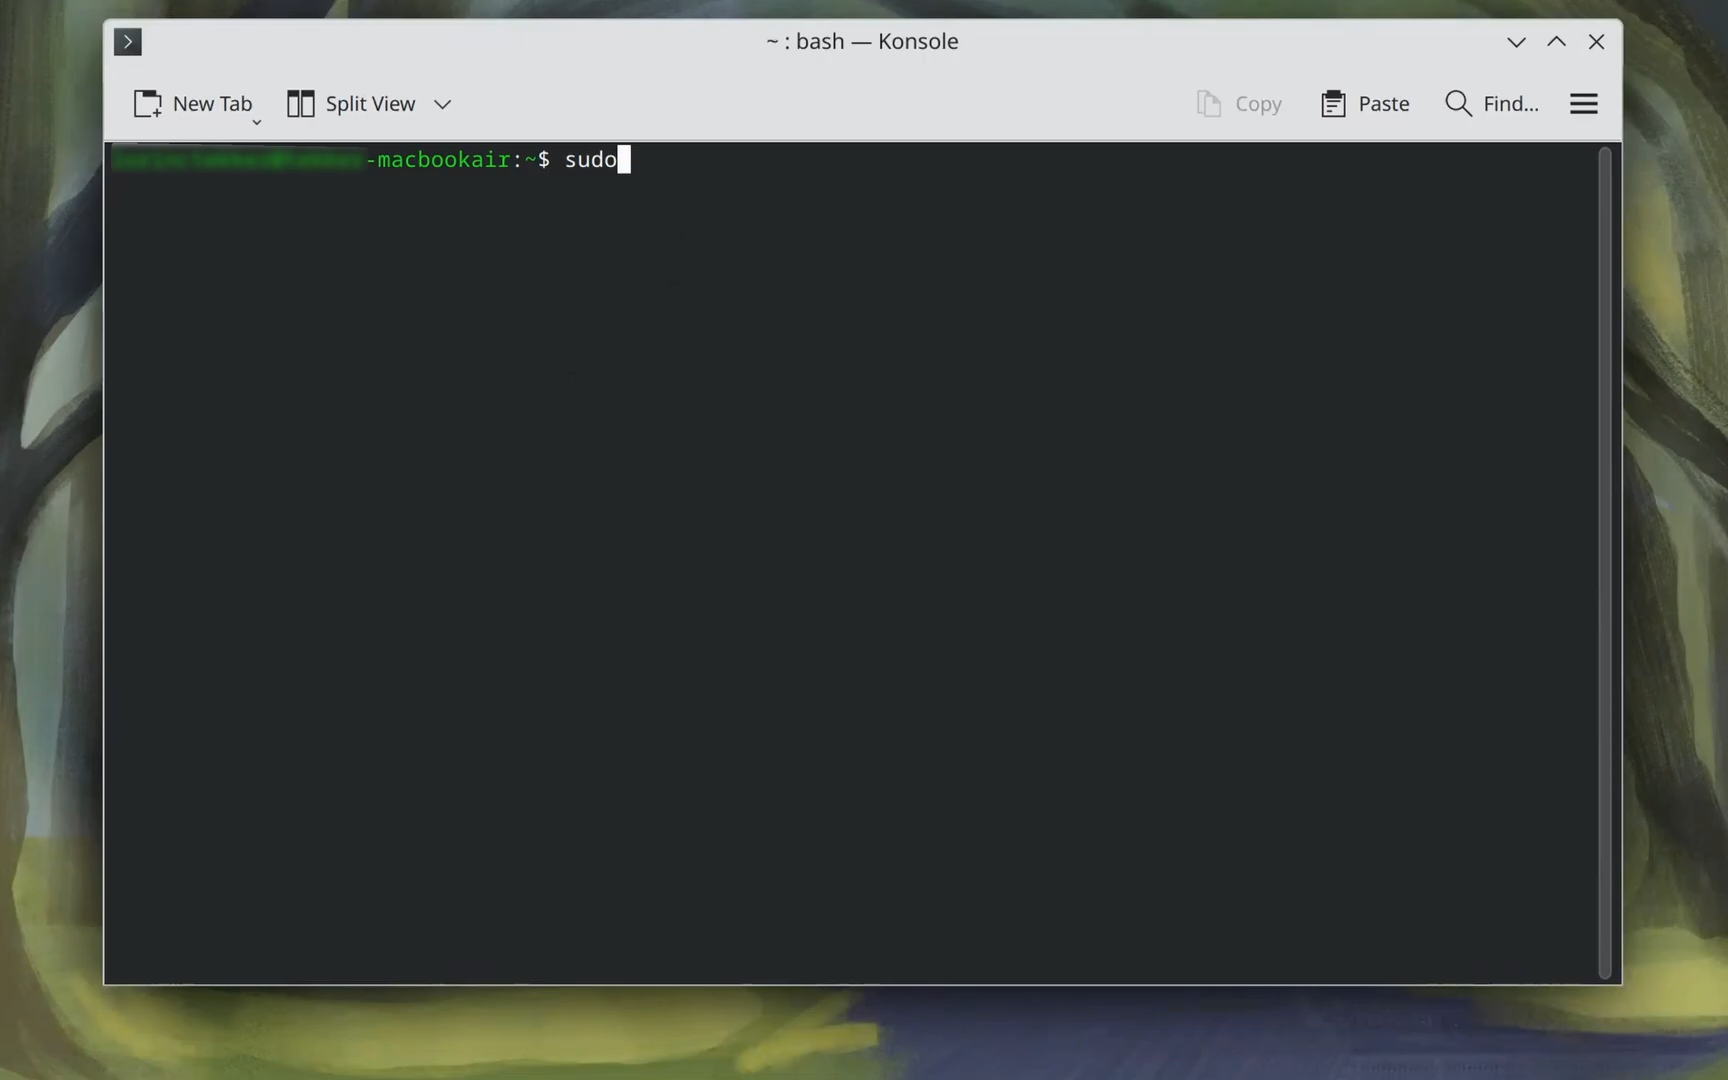 ~ : bash — Konsole
New Tab Split View Copy Paste Find...
-macbookair:~$ sudo